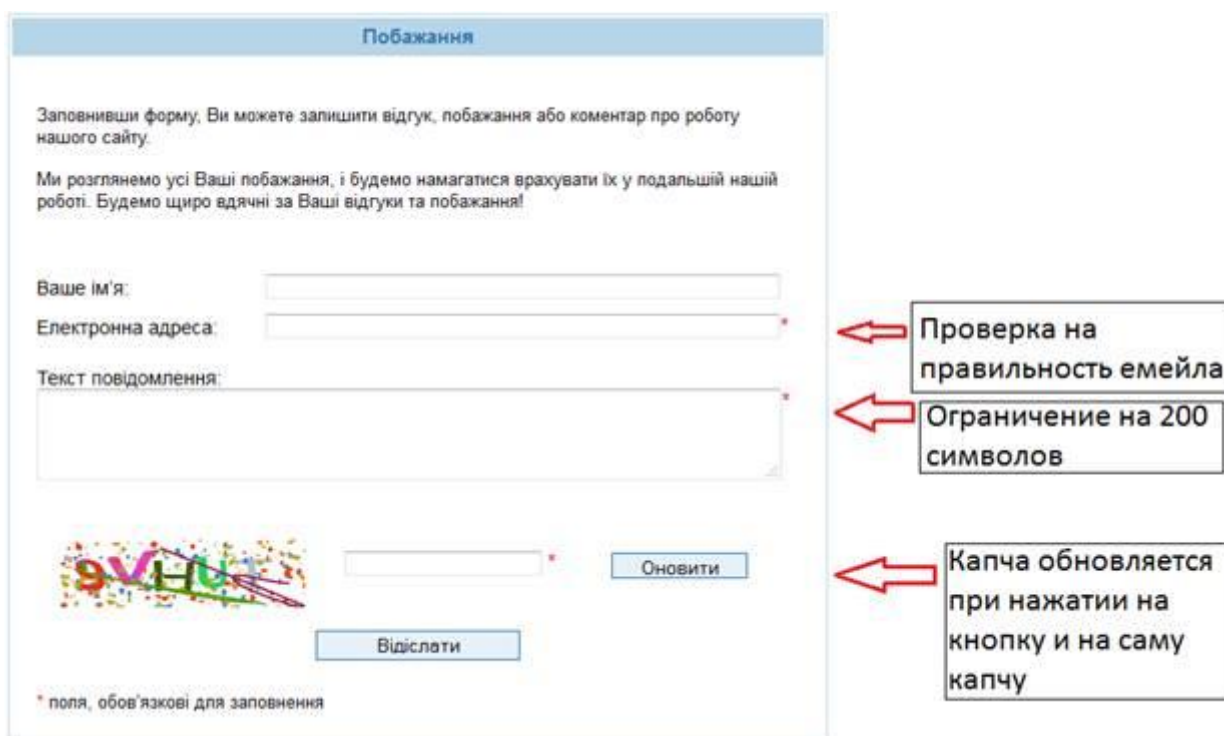 Побажання
Заповнивши форму, Ви можете залишити відгук, побажання або коментар про роботу
нашого сайту.
Ми розглянемо усі Ваші побажання, і будемо намагатися врахувати їх у подальшій нашій
роботі. Будемо щиро вдячні за Ваші відгуки та побажання!
Ваше ім'я:
Електронна адреса: *
Проверка на
правильность емейла
Текст повідомлення:
*
Ограничение на 200
символов
* Оновити
Капча обновляется
при нажатии на
кнопку и на саму
капчу
Відіслати
* поля, обов'язкові для заповнення